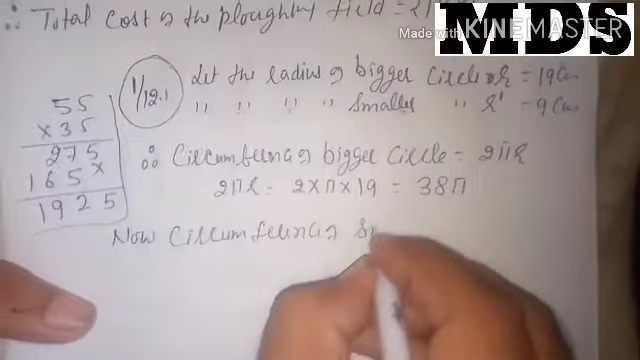 ∴ Total Cost of the ploughing field = 21
Made with KINEMASTER
MDS
1/12.1 Let the radius of bigger circle r = 19 cm
" " " " Smaller " r' = 9 cm
55
× 35
275
165×
1925
∴ Circumference of bigger Circle = 2πr
2πr = 2×π×19 = 38π
Now Circumference of S